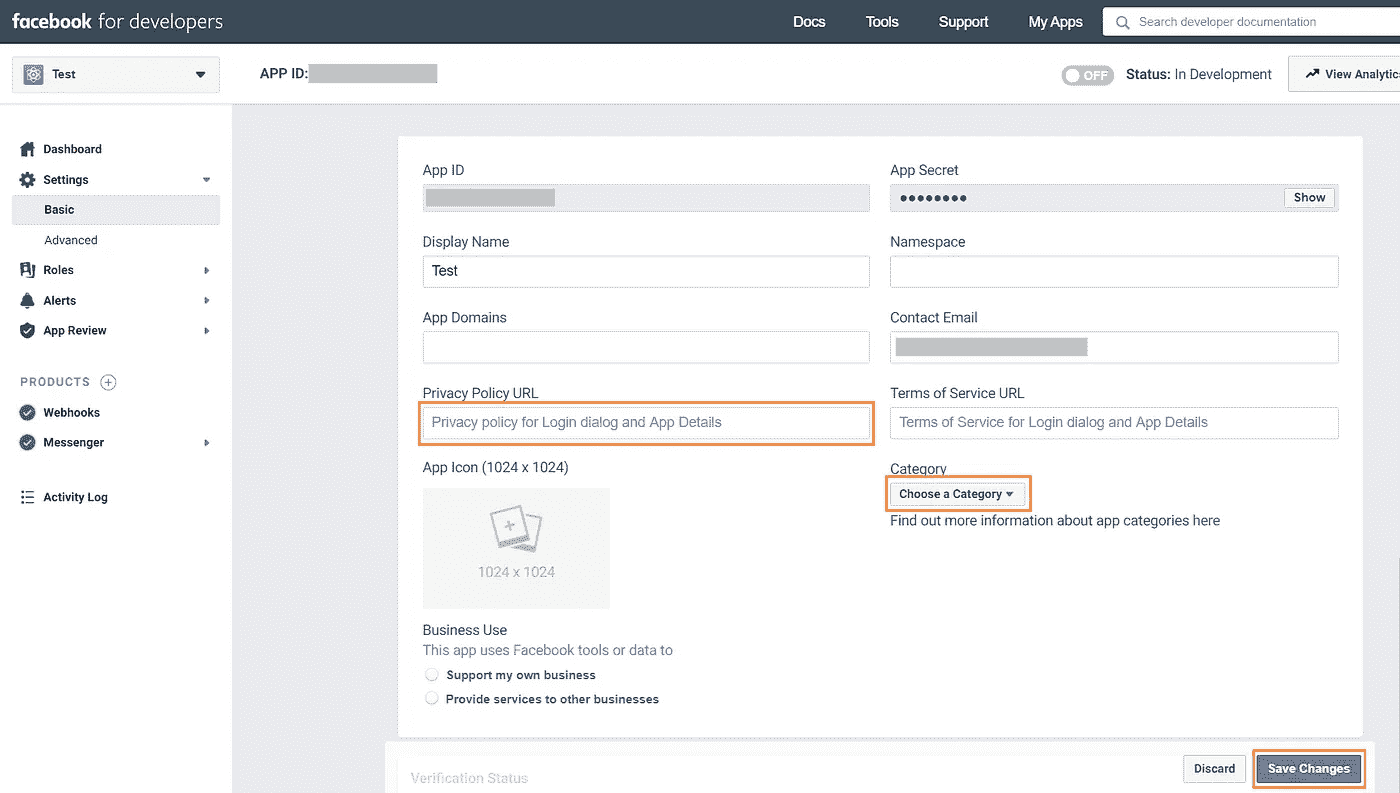 facebook for developers
Docs
Tools
Support
My Apps
Search developer documentation
Test
APP ID:
OFF
Status: In Development
View Analytics
Dashboard
Settings
Basic
Advanced
Roles
Alerts
App Review
PRODUCTS
Webhooks
Messenger
Activity Log
App ID
App Secret
••••••••
Show
Display Name
Namespace
Test
App Domains
Contact Email
Privacy Policy URL
Terms of Service URL
Privacy policy for Login dialog and App Details
Terms of Service for Login dialog and App Details
App Icon (1024 x 1024)
Category
Choose a Category
Find out more information about app categories here
1024 x 1024
Business Use
This app uses Facebook tools or data to
Support my own business
Provide services to other businesses
Verification Status
Discard
Save Changes